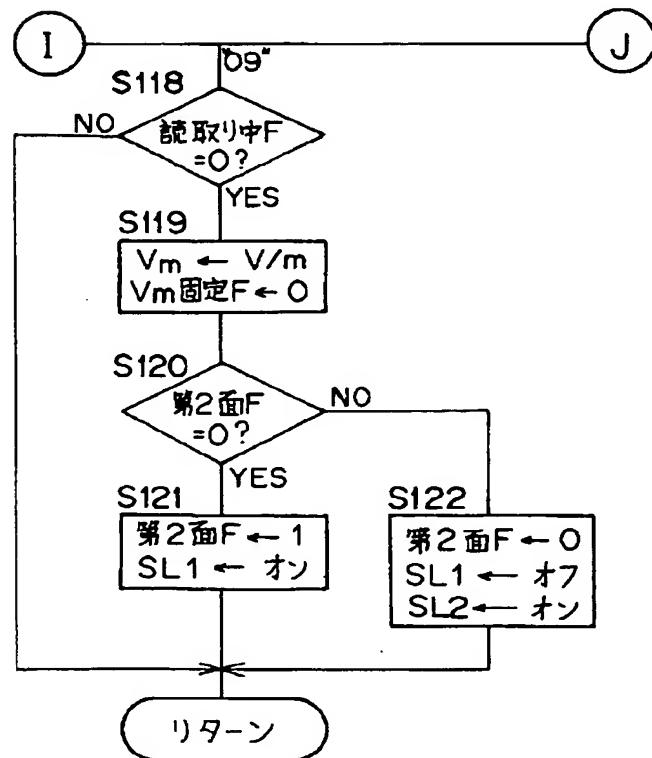 I
J
"09"
S118
NO
読取り中F
=0?
YES
S119
Vm ← V/m
Vm固定F ← 0
S120
第2面F
=0?
NO
YES
S121
第2面F ← 1
SL1 ← オン
S122
第2面F ← 0
SL1 ← オフ
SL2 ← オン
リターン